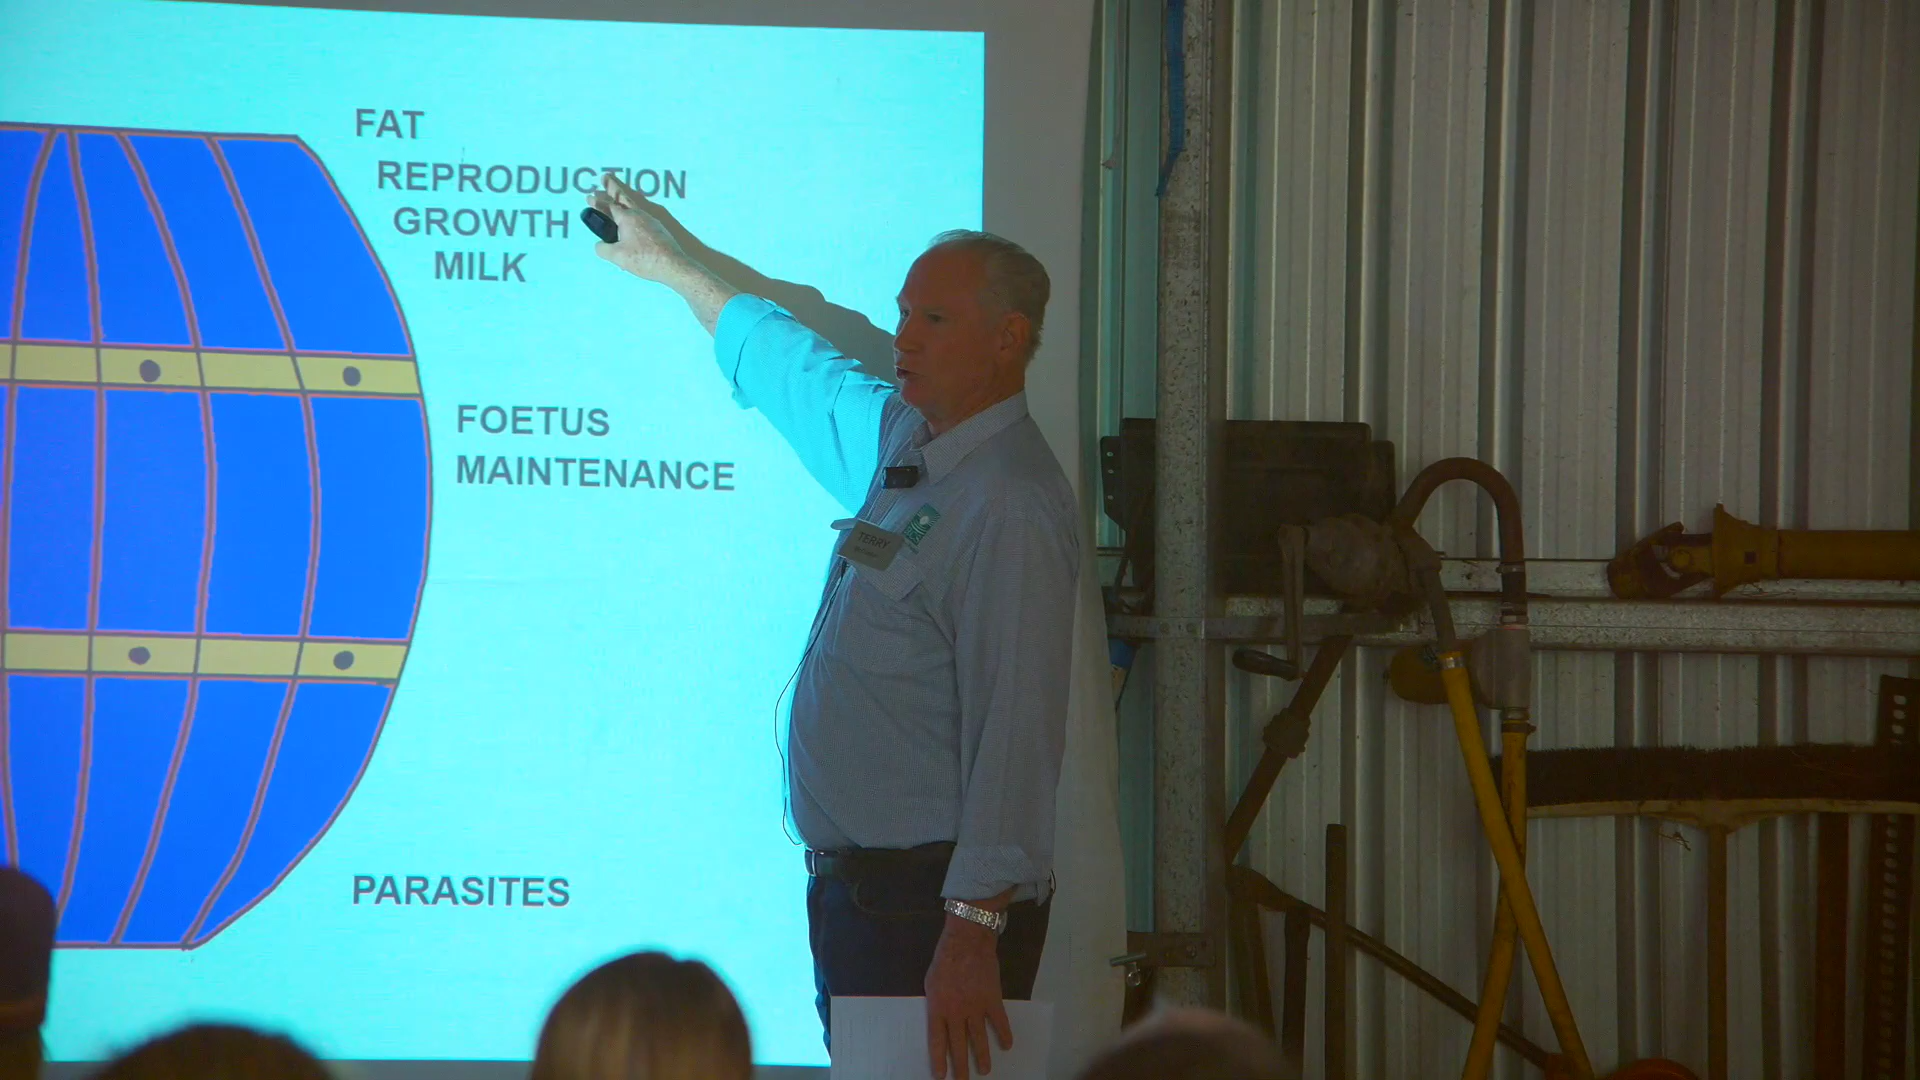 FAT
REPRODUCTION
GROWTH
MILK
FOETUS
MAINTENANCE
PARASITES
TERRY